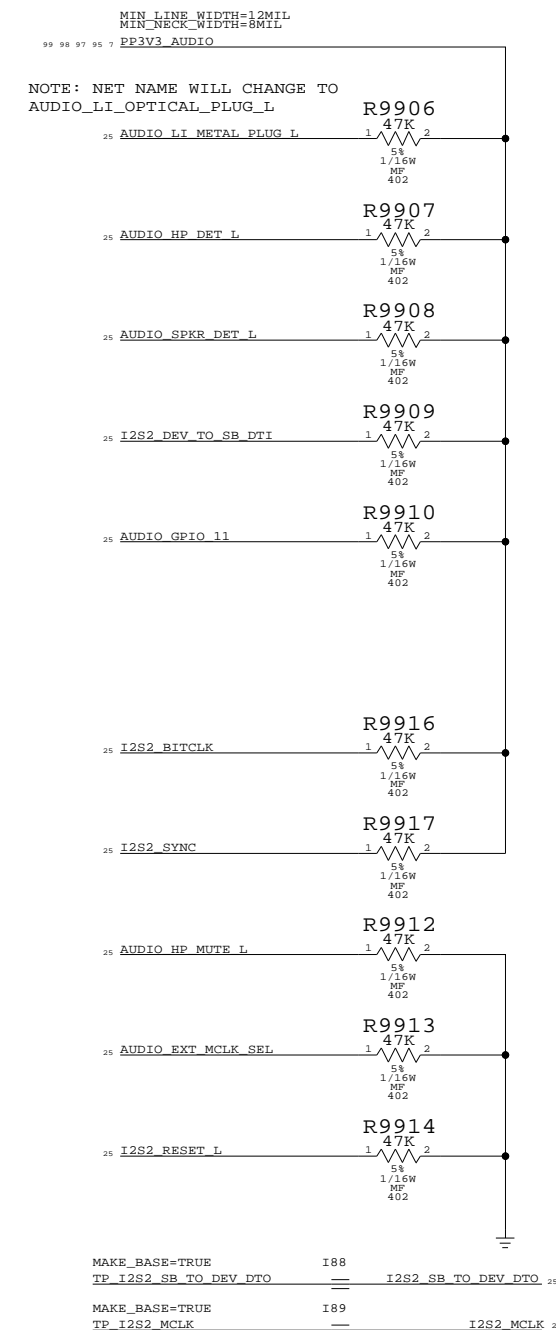 MIN_LINE_WIDTH=12MIL
MIN_NECK_WIDTH=8MIL
99 98 97 95 7 PP3V3_AUDIO
NOTE: NET NAME WILL CHANGE TO
AUDIO_LI_OPTICAL_PLUG_L
R9906
47K
25 AUDIO_LI_METAL_PLUG_L 1 2
5%
1/16W
MF
402
R9907
47K
25 AUDIO_HP_DET_L 1 2
5%
1/16W
MF
402
R9908
47K
25 AUDIO_SPKR_DET_L 1 2
5%
1/16W
MF
402
R9909
47K
25 I2S2_DEV_TO_SB_DTI 1 2
5%
1/16W
MF
402
R9910
47K
25 AUDIO_GPIO_11 1 2
5%
1/16W
MF
402
R9916
47K
25 I2S2_BITCLK 1 2
5%
1/16W
MF
402
R9917
47K
25 I2S2_SYNC 1 2
5%
1/16W
MF
402
R9912
47K
25 AUDIO_HP_MUTE_L 1 2
5%
1/16W
MF
402
R9913
47K
25 AUDIO_EXT_MCLK_SEL 1 2
5%
1/16W
MF
402
R9914
47K
25 I2S2_RESET_L 1 2
5%
1/16W
MF
402
MAKE_BASE=TRUE I88
TP_I2S2_SB_TO_DEV_DTO I2S2_SB_TO_DEV_DTO 25
MAKE_BASE=TRUE I89
TP_I2S2_MCLK I2S2_MCLK